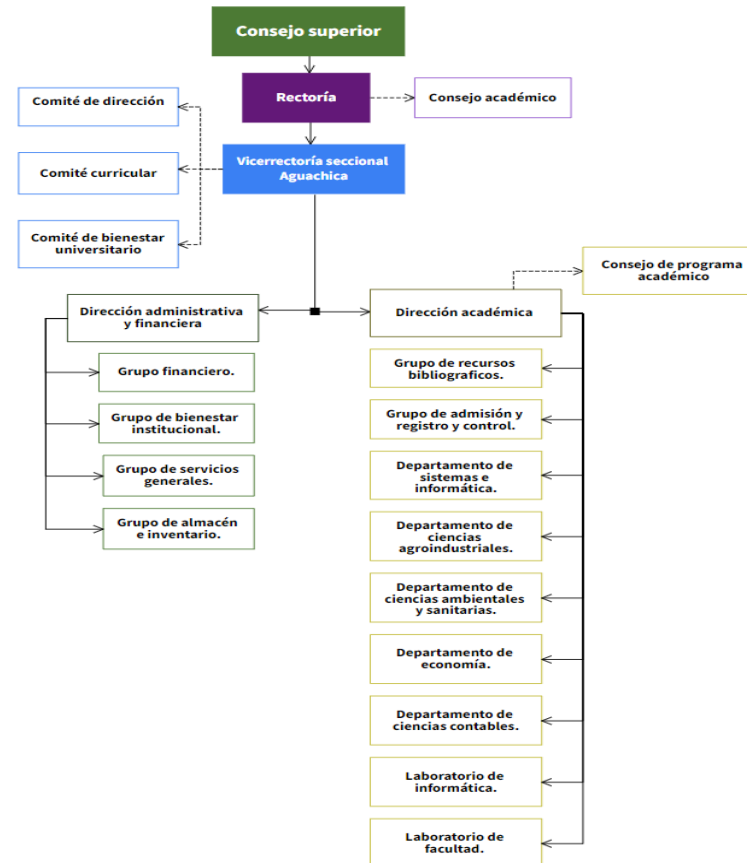 Consejo superior
Rectoría
Consejo académico
Comité de dirección
Comité curricular
Vicerrectoría seccional
Aguachica
Comité de bienestar
universitario
Consejo de programa
académico
Dirección administrativa
y financiera
Grupo financiero.
Grupo de bienestar
institucional.
Grupo de servicios
generales.
Grupo de almacén
e inventario.
Dirección académica
Grupo de recursos
bibliograficos.
Grupo de admisión y
registro y control.
Departamento de
sistemas e
informática.
Departamento de
ciencias
agroindustriales.
Departamento de
ciencias ambientales
y sanitarias.
Departamento de
economía.
Departamento de
ciencias contables.
Laboratorio de
informática.
Laboratorio de
facultad.